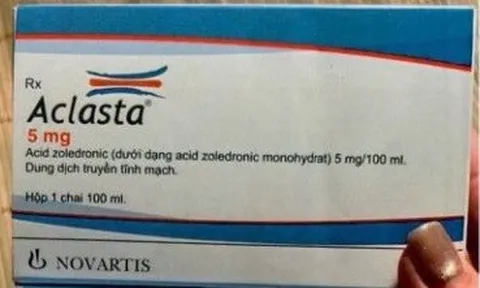 Rx
Aclasta®
5 mg
Acid zoledronic (dưới dạng acid zoledronic monohydrat) 5 mg/100 ml.
Dung dịch truyền tĩnh mạch.
Hộp 1 chai 100 ml.
NOVARTIS